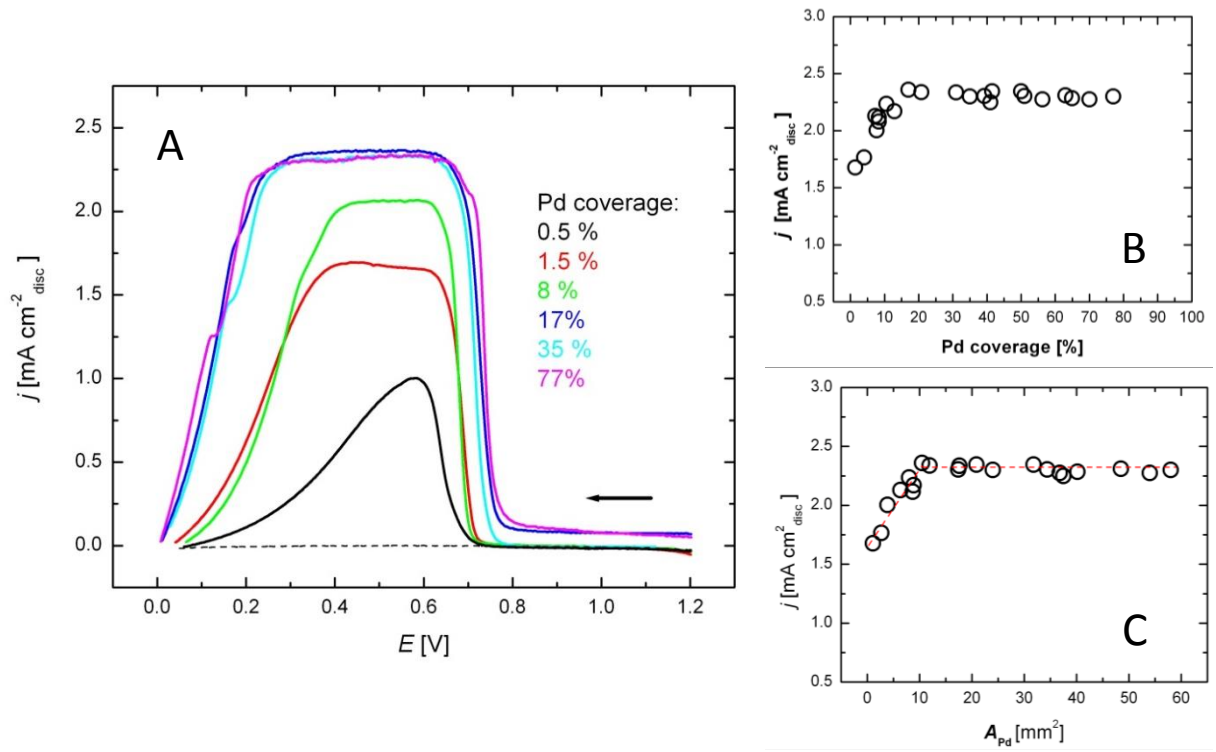 A
j [mA cm⁻²disc]
2.5
2.0
1.5
1.0
0.5
0.0
Pd coverage:
0.5 %
1.5 %
8 %
17%
35 %
77%
0.0 0.2 0.4 0.6 0.8 1.0 1.2
E [V]
B
j [mA cm⁻²disc]
3.0
2.5
2.0
1.5
1.0
0.5
0 10 20 30 40 50 60 70 80 90 100
Pd coverage [%]
C
j [mA cm⁻²disc]
3.0
2.5
2.0
1.5
1.0
0.5
0 10 20 30 40 50 60
APd [mm²]